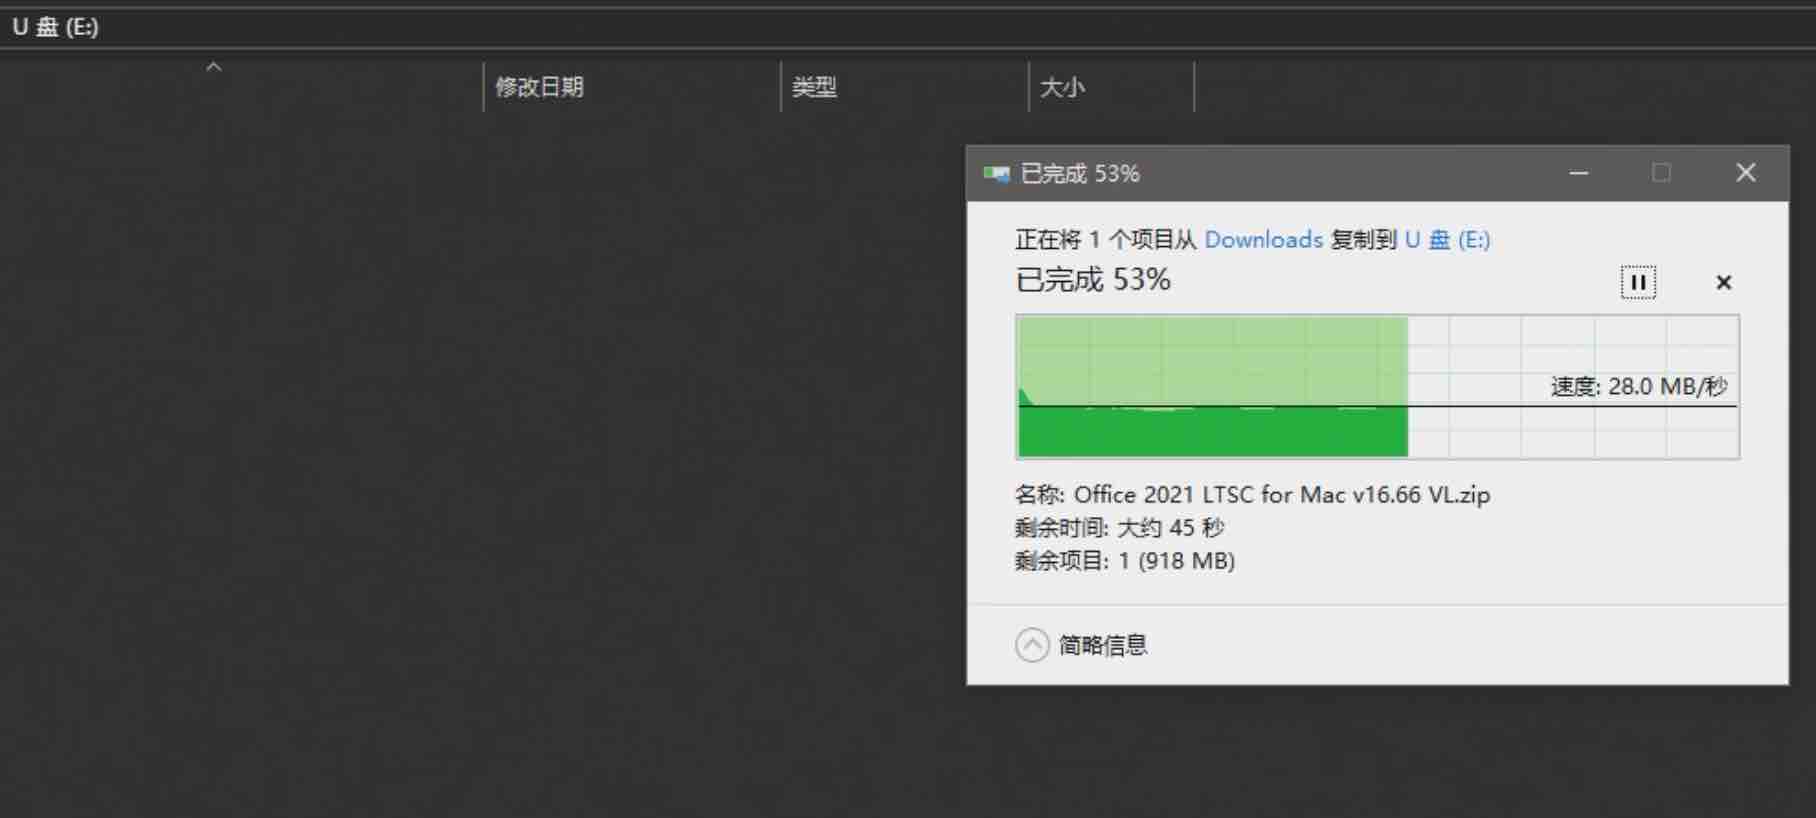 U 盘 (E:)
修改日期 类型 大小
已完成 53%
正在将 1 个项目从 Downloads 复制到 U 盘 (E:)
已完成 53%
速度: 28.0 MB/秒
名称: Office 2021 LTSC for Mac v16.66 VL.zip
剩余时间: 大约 45 秒
剩余项目: 1 (918 MB)
简略信息